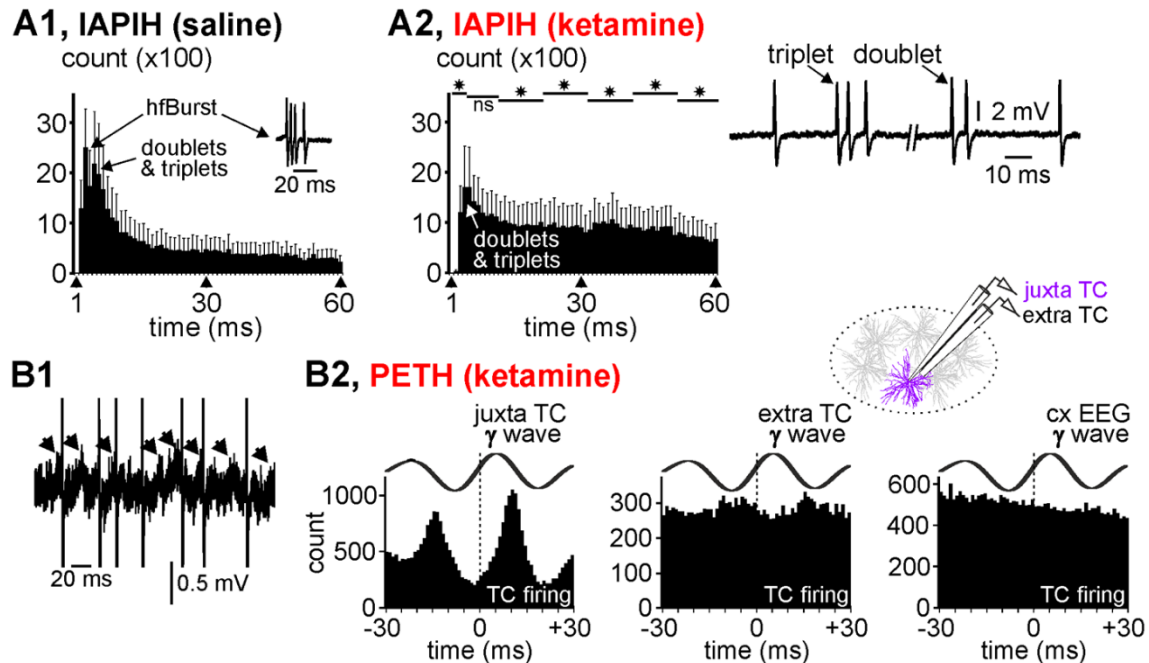 A1, IAPIH (saline)
count (x100)
hfBurst
doublets
& triplets
20 ms
30
20
10
0
1
30
60
time (ms)
A2, IAPIH (ketamine)
count (x100)
* ns * * * * *
30
20
10
0
doublets
& triplets
1
30
60
time (ms)
triplet
doublet
2 mV
10 ms
juxta TC
extra TC
B1
20 ms
0.5 mV
B2, PETH (ketamine)
juxta TC
γ wave
1000
500
0
count
TC firing
-30
0
+30
time (ms)
extra TC
γ wave
300
200
100
0
TC firing
-30
0
+30
time (ms)
cx EEG
γ wave
600
400
200
0
TC firing
-30
0
+30
time (ms)